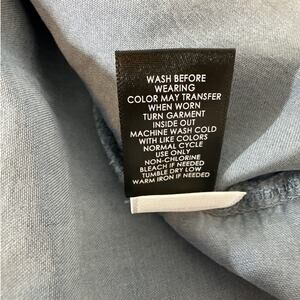 WASH BEFORE
WEARING
COLOR MAY TRANSFER
WHEN WORN
TURN GARMENT
INSIDE OUT
MACHINE WASH COLD
WITH LIKE COLORS
NORMAL CYCLE
USE ONLY
NON-CHLORINE
BLEACH IF NEEDED
TUMBLE DRY LOW
WARM IRON IF NEEDED